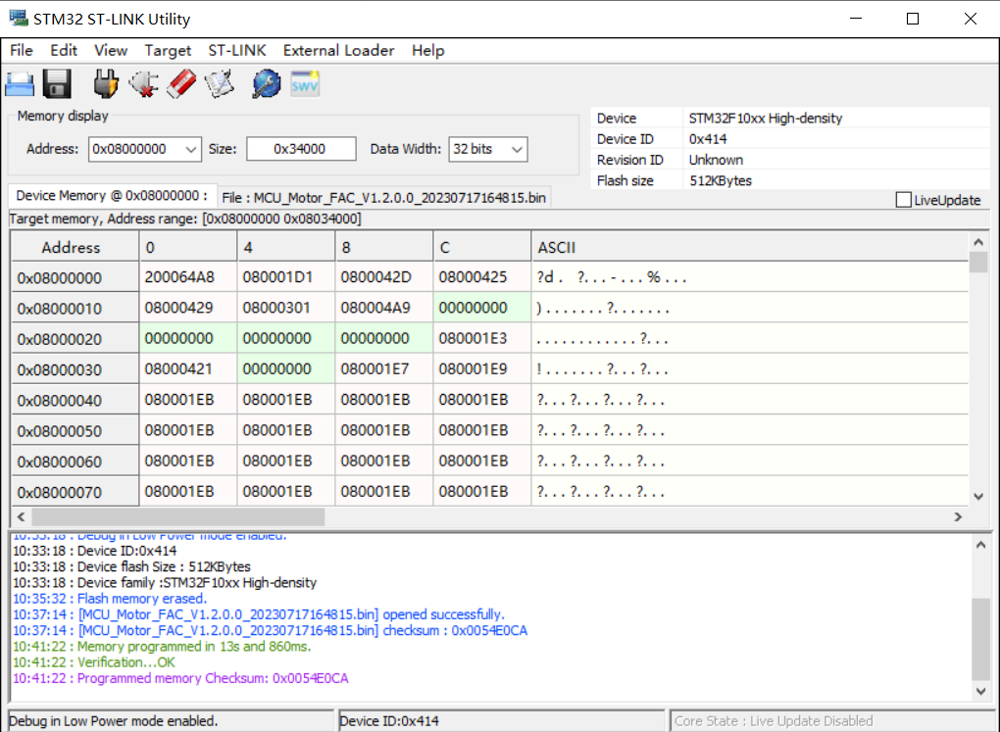 STM32 ST-LINK Utility
File Edit View Target ST-LINK External Loader Help
SWV
Memory display
Address: 0x08000000 Size: 0x34000 Data Width: 32 bits
Device STM32F10xx High-density
Device ID 0x414
Revision ID Unknown
Flash size 512KBytes
Device Memory @ 0x08000000 : File : MCU_Motor_FAC_V1.2.0.0_20230717164815.bin
LiveUpdate
Target memory, Address range: [0x08000000 0x08034000]
Address 0 4 8 C ASCII
0x08000000 200064A8 080001D1 0800042D 08000425 ?d. ?...-...%...
0x08000010 08000429 08000301 080004A9 00000000 ).......?.......
0x08000020 00000000 00000000 00000000 080001E3 ............?...
0x08000030 08000421 00000000 080001E7 080001E9 !.......?...?...
0x08000040 080001EB 080001EB 080001EB 080001EB ?...?...?...?...
0x08000050 080001EB 080001EB 080001EB 080001EB ?...?...?...?...
0x08000060 080001EB 080001EB 080001EB 080001EB ?...?...?...?...
0x08000070 080001EB 080001EB 080001EB 080001EB ?...?...?...?...
10:33:18 : Debug in Low Power mode enabled.
10:33:18 : Device ID:0x414
10:33:18 : Device flash Size : 512KBytes
10:33:18 : Device family :STM32F10xx High-density
10:35:32 : Flash memory erased.
10:37:14 : [MCU_Motor_FAC_V1.2.0.0_20230717164815.bin] opened successfully.
10:37:14 : [MCU_Motor_FAC_V1.2.0.0_20230717164815.bin] checksum : 0x0054E0CA
10:41:22 : Memory programmed in 13s and 860ms.
10:41:22 : Verification...OK
10:41:22 : Programmed memory Checksum: 0x0054E0CA
Debug in Low Power mode enabled. Device ID:0x414 Core State : Live Update Disabled